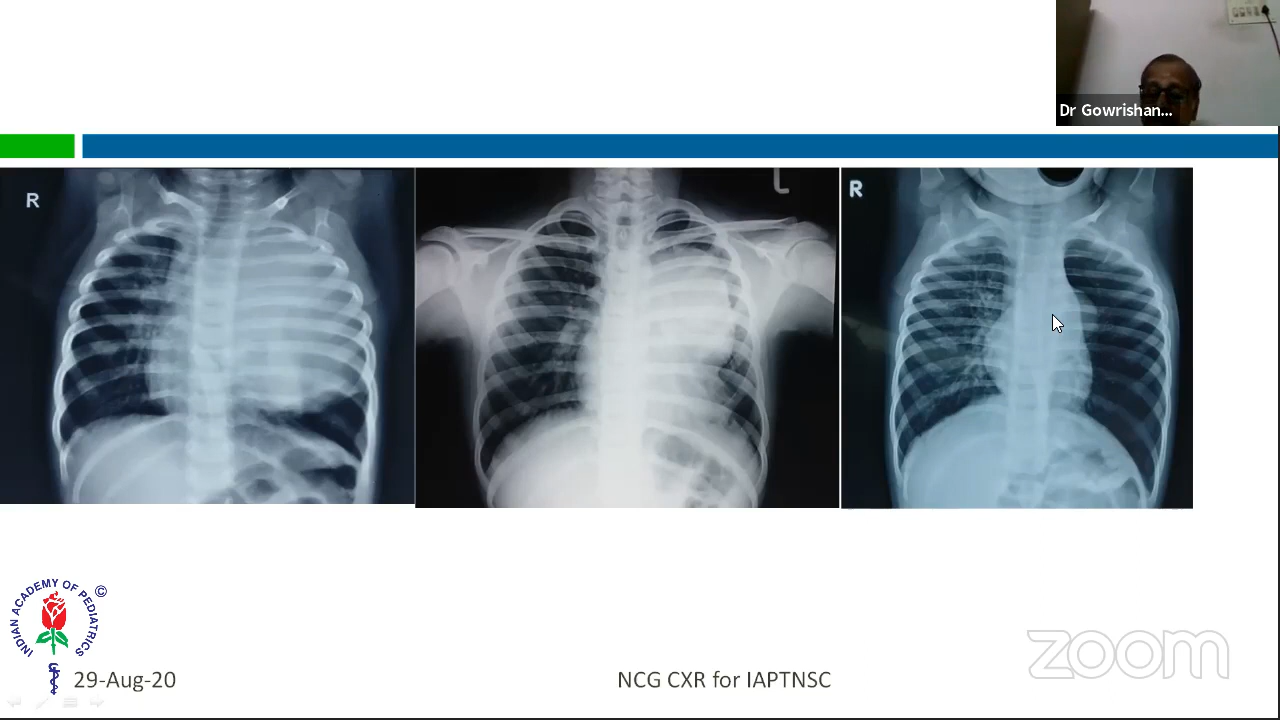 Dr Gowrishan...
R
L
R
INDIAN ACADEMY OF PEDIATRICS
©
29-Aug-20
NCG CXR for IAPTNSC
zoom